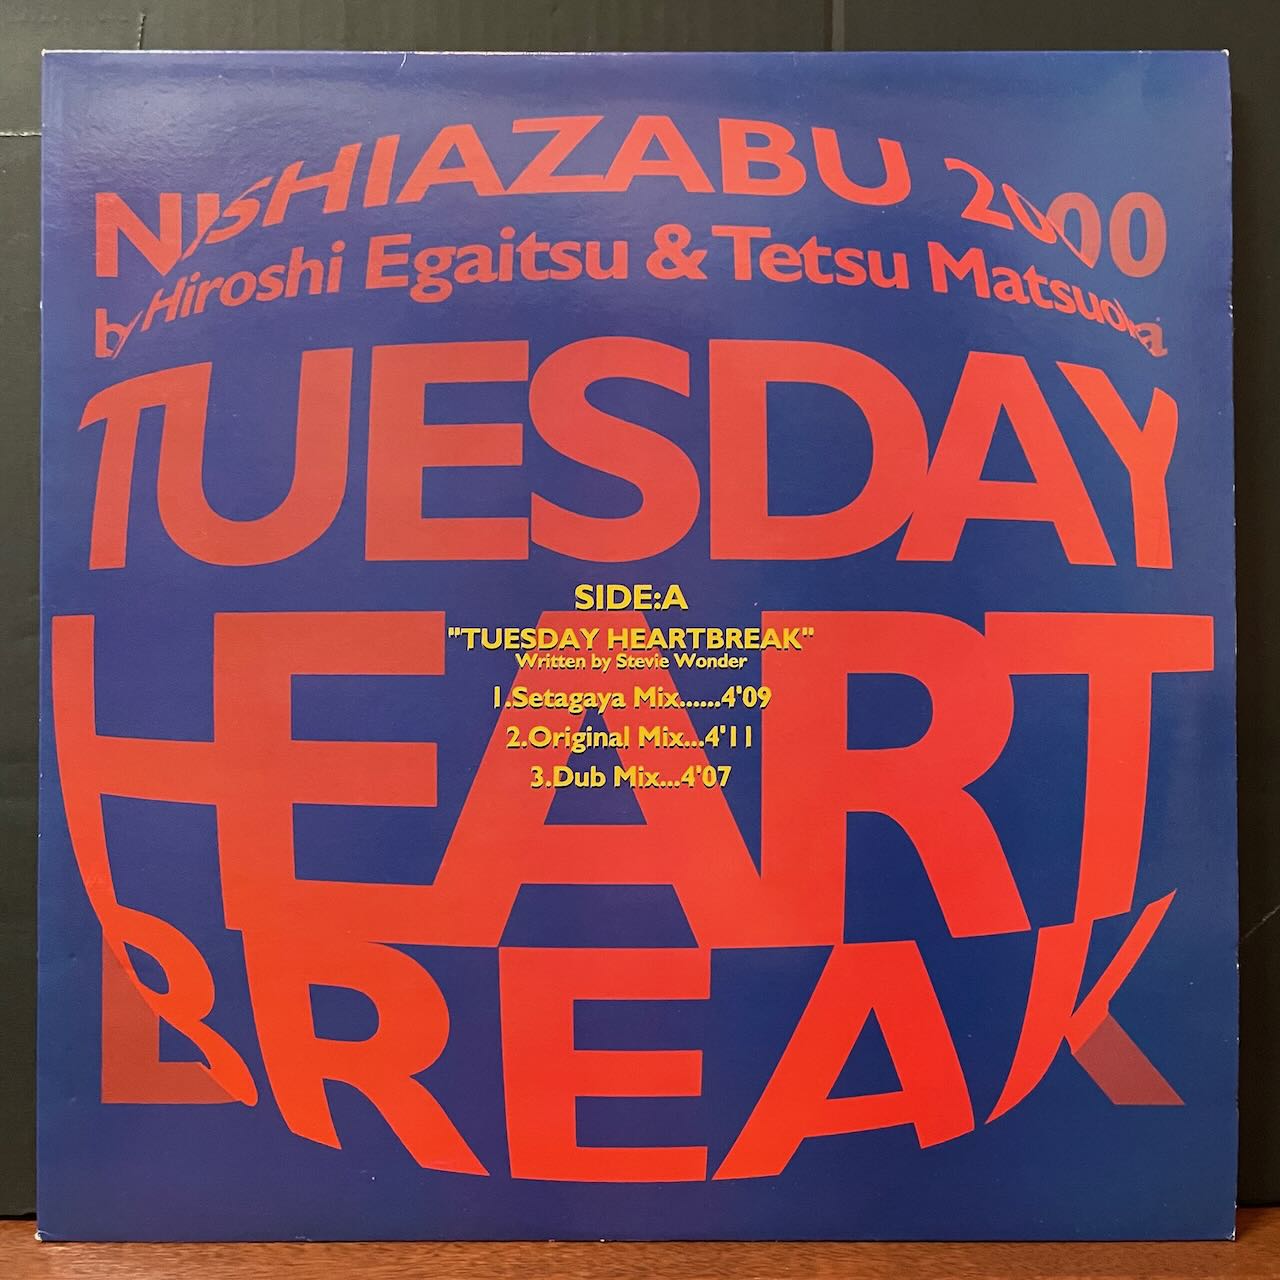 NISHIAZABU 2000
by Hiroshi Egaitsu & Tetsu Matsuoka
TUESDAY
HEART
BREAK
SIDE:A
"TUESDAY HEARTBREAK"
Written by Stevie Wonder
1.Setagaya Mix......4'09
2.Original Mix...4'11
3.Dub Mix...4'07